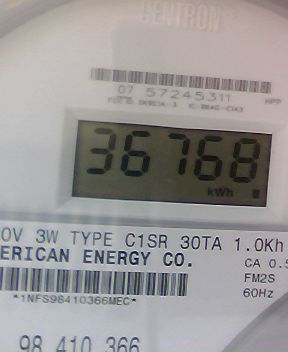 CENTRON
07 57245311 HPP
36768
kWh
0V 3W TYPE C1SR 30TA 1.0Kh
ERICAN ENERGY CO.
CA 0.5
FM2S
*1NFS98410366MEC*
60Hz
98 410 366